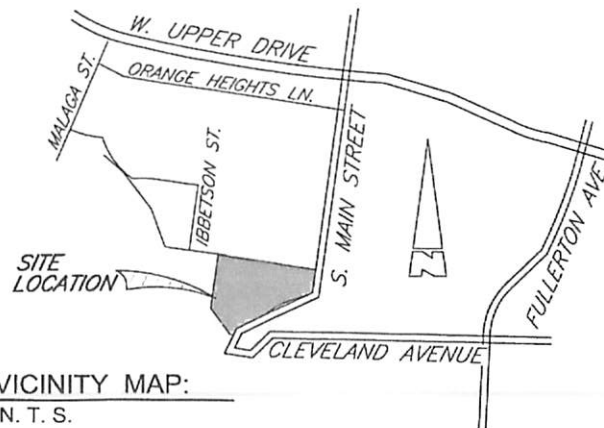 W. UPPER DRIVE
ORANGE HEIGHTS LN.
MALAGA ST.
IBBETSON ST.
S. MAIN STREET
FULLERTON AVE
N
SITE
LOCATION
CLEVELAND AVENUE
VICINITY MAP:
N. T. S.